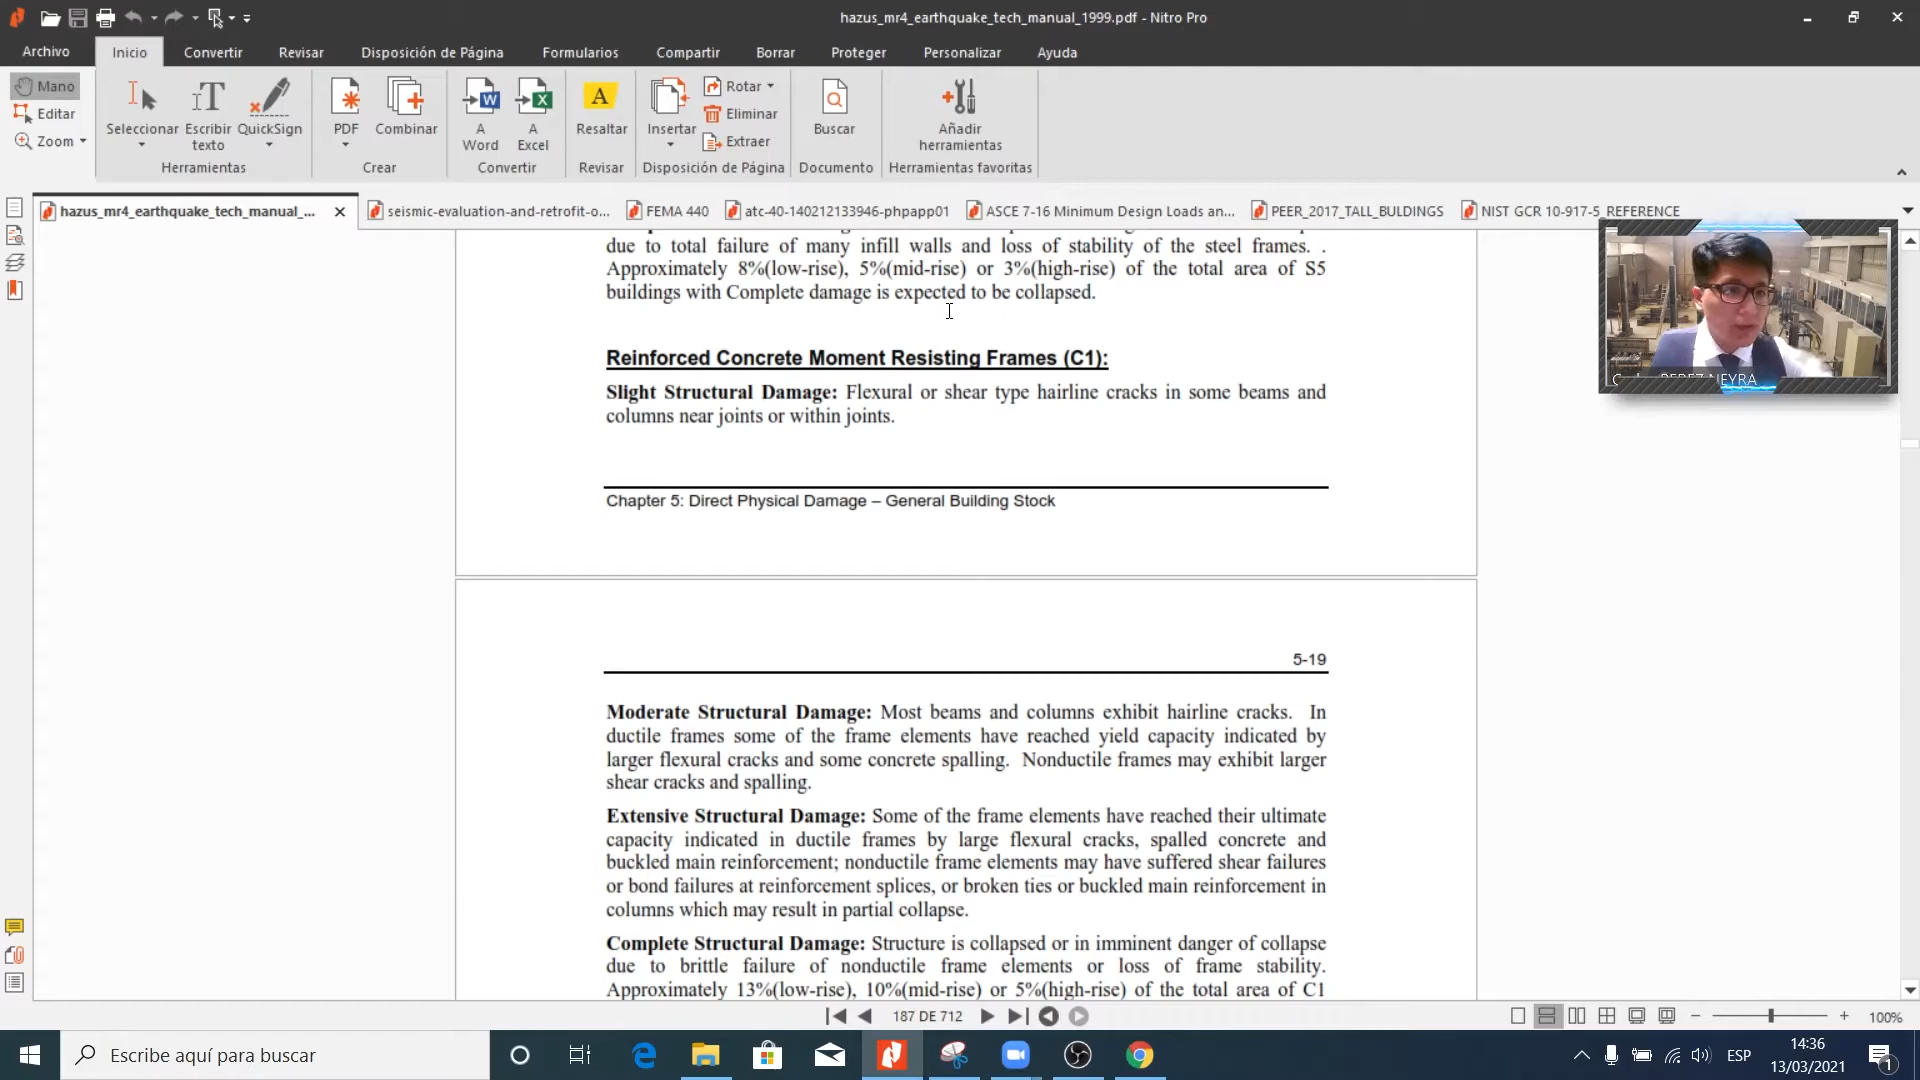 hazus_mr4_earthquake_tech_manual_1999.pdf - Nitro Pro
Archivo Inicio Convertir Revisar Disposición de Página Formularios Compartir Borrar Proteger Personalizar Ayuda
Mano
Editar
Zoom
Seleccionar
Escribir texto
QuickSign
Herramientas
PDF
Combinar
Crear
A Word
A Excel
Convertir
Resaltar
Revisar
Insertar
Rotar
Eliminar
Extraer
Disposición de Página
Buscar
Documento
Añadir herramientas
Herramientas favoritas
hazus_mr4_earthquake_tech_manual_... seismic-evaluation-and-retrofit-o... FEMA 440 atc-40-140212133946-phpapp01 ASCE 7-16 Minimum Design Loads an... PEER_2017_TALL_BULDINGS NIST GCR 10-917-5_REFERENCE
due to total failure of many infill walls and loss of stability of the steel frames. .
Approximately 8%(low-rise), 5%(mid-rise) or 3%(high-rise) of the total area of S5
buildings with Complete damage is expected to be collapsed.
Reinforced Concrete Moment Resisting Frames (C1):
Slight Structural Damage: Flexural or shear type hairline cracks in some beams and
columns near joints or within joints.
Chapter 5: Direct Physical Damage – General Building Stock
5-19
Moderate Structural Damage: Most beams and columns exhibit hairline cracks. In
ductile frames some of the frame elements have reached yield capacity indicated by
larger flexural cracks and some concrete spalling. Nonductile frames may exhibit larger
shear cracks and spalling.
Extensive Structural Damage: Some of the frame elements have reached their ultimate
capacity indicated in ductile frames by large flexural cracks, spalled concrete and
buckled main reinforcement; nonductile frame elements may have suffered shear failures
or bond failures at reinforcement splices, or broken ties or buckled main reinforcement in
columns which may result in partial collapse.
Complete Structural Damage: Structure is collapsed or in imminent danger of collapse
due to brittle failure of nonductile frame elements or loss of frame stability.
Approximately 13%(low-rise), 10%(mid-rise) or 5%(high-rise) of the total area of C1
PEREZ NEYRA
187 DE 712
100%
Escribe aquí para buscar
ESP
14:36
13/03/2021
1